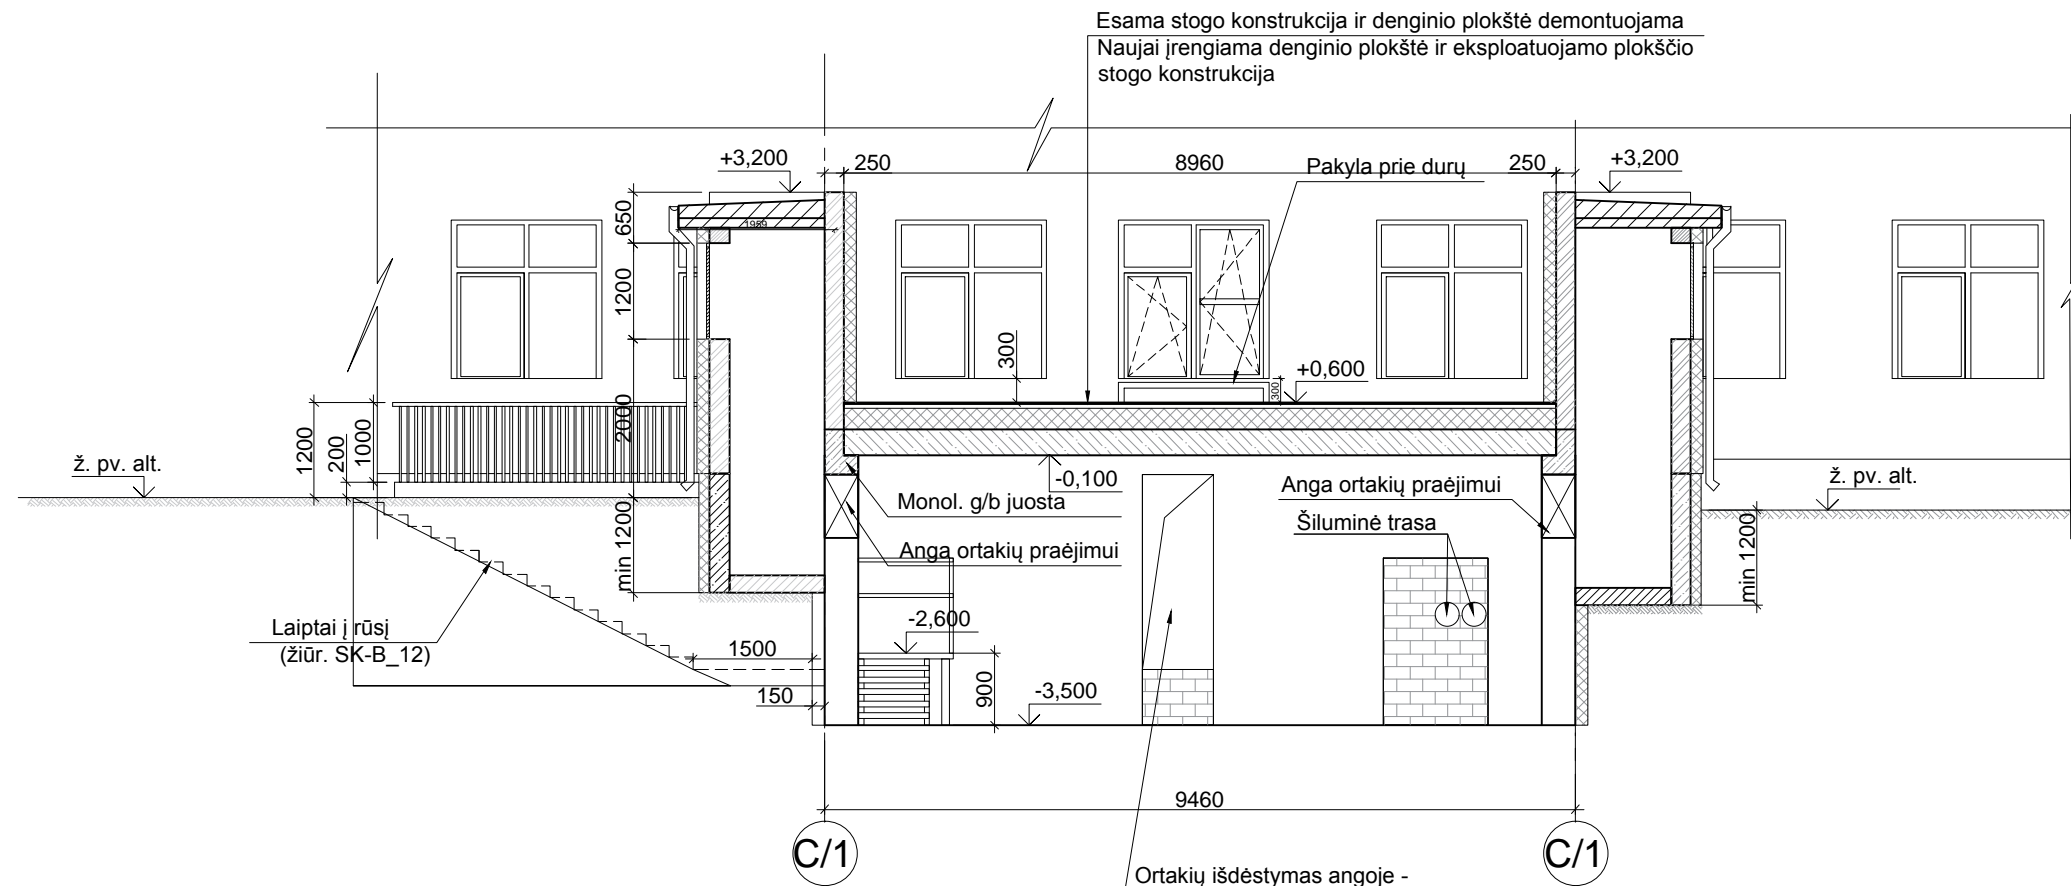 Esama stogo konstrukcija ir denginio plokštė demontuojama
Naujai įrengiama denginio plokštė ir eksploatuojamo plokščio
stogo konstrukcija
+3,200
250
8960
Pakyla prie durų
250
+3,200
650
1959
1200
300
+0,600
300
2000
1200
200
1000
ž. pv. alt.
-0,100
Monol. g/b juosta
Anga ortakių praėjimui
Anga ortakių praėjimui
Šiluminė trasa
ž. pv. alt.
min 1200
min 1200
Laiptai į rūsį
(žiūr. SK-B_12)
-2,600
1500
150
900
-3,500
9460
C/1
C/1
Ortakių išdėstymas angoje -